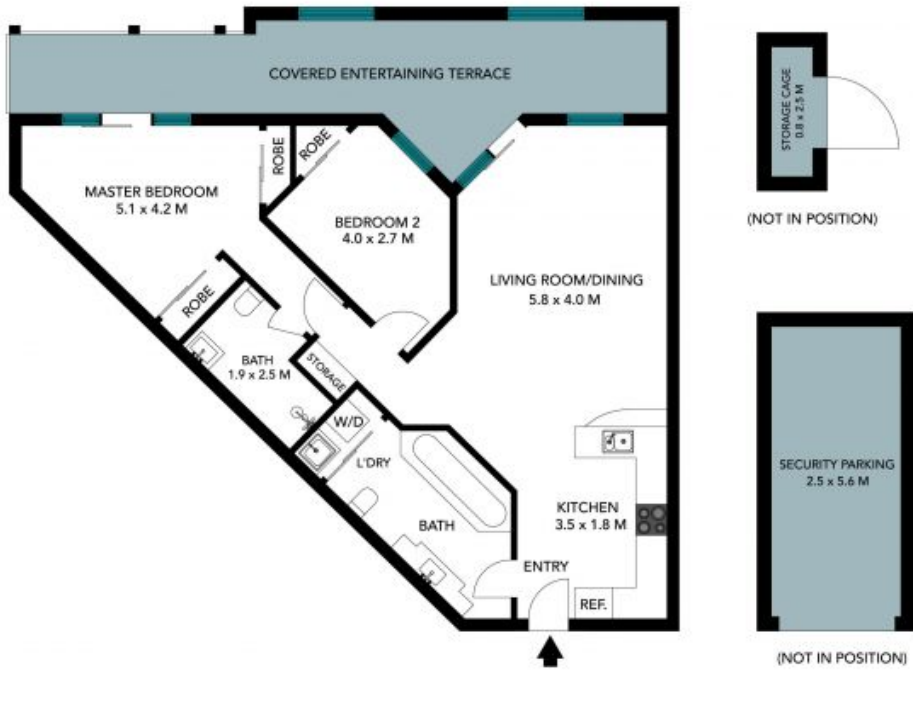 COVERED ENTERTAINING TERRACE
STORAGE CAGE
0.8 x 2.5 M
(NOT IN POSITION)
ROBE
ROBE
MASTER BEDROOM
5.1 x 4.2 M
BEDROOM 2
4.0 x 2.7 M
LIVING ROOM/DINING
5.8 x 4.0 M
ROBE
BATH
1.9 x 2.5 M
STORAGE
W/D
L'DRY
BATH
KITCHEN
3.5 x 1.8 M
ENTRY
REF.
SECURITY PARKING
2.5 x 5.6 M
(NOT IN POSITION)